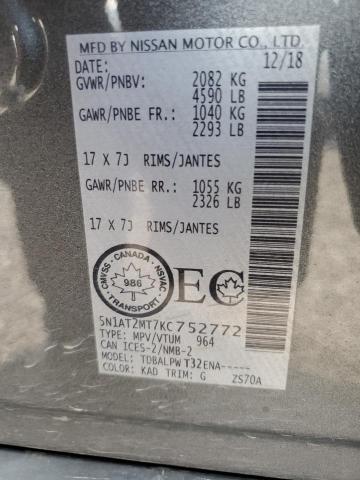 MFD BY NISSAN MOTOR CO., LTD.
DATE: 12/18
GVWR/PNBV: 2082 KG
4590 LB
GAWR/PNBE FR.: 1040 KG
2293 LB
17 X 7J RIMS/JANTES
GAWR/PNBE RR.: 1055 KG
2326 LB
17 X 7J RIMS/JANTES
CMVSS - CANADA - NSVAC
986
TRANSPORT
EC
5N1AT2MT7KC752772
TYPE: MPV/VTUM 964
CAN ICES-2/NMB-2
MODEL: TDBALPWT32ENA-----
COLOR: KAD TRIM: G ZS70A